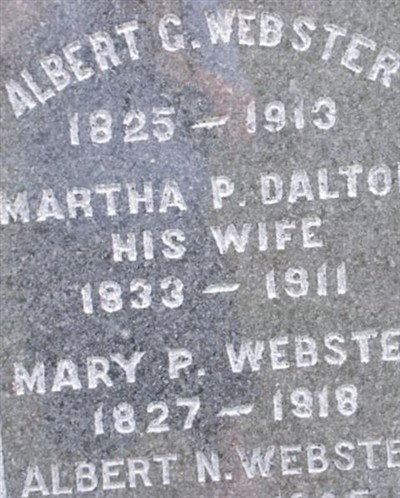 ALBERT G. WEBSTER
1825 – 1913
MARTHA P. DALTO
HIS WIFE
1833 – 1911
MARY P. WEBSTE
1827 – 1918
ALBERT N. WEBSTE